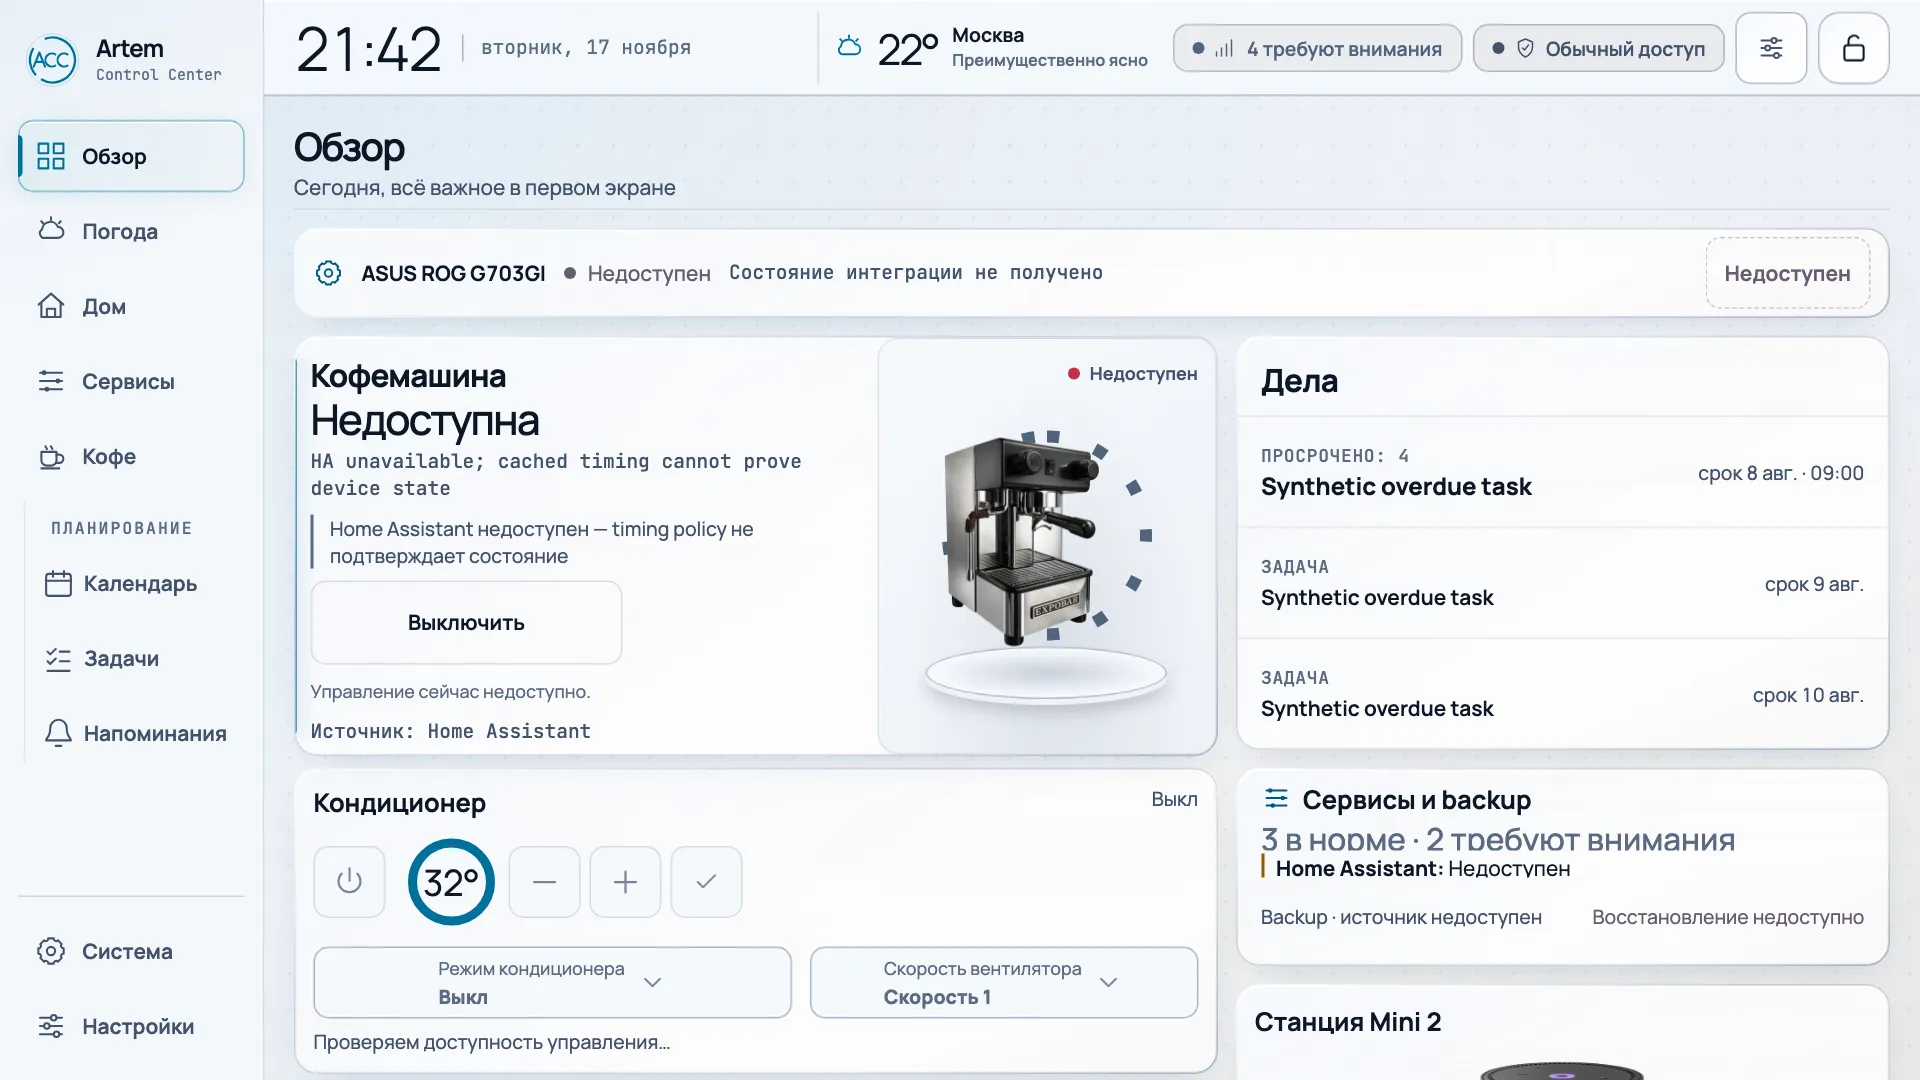 ACC
Artem
Control Center
21:42
вторник, 17 ноября
22°
Москва
Преимущественно ясно
4 требуют внимания
Обычный доступ
Обзор
Погода
Дом
Сервисы
Кофе
ПЛАНИРОВАНИЕ
Календарь
Задачи
Напоминания
Система
Настройки
Обзор
Сегодня, всё важное в первом экране
ASUS ROG G703GI
Недоступен
Состояние интеграции не получено
Недоступен
Кофемашина
Недоступна
HA unavailable; cached timing cannot prove
device state
Home Assistant недоступен — timing policy не
подтверждает состояние
Выключить
Управление сейчас недоступно.
Источник: Home Assistant
Недоступен
EXPOBAR
Дела
ПРОСРОЧЕНО: 4
Synthetic overdue task
срок 8 авг. · 09:00
ЗАДАЧА
Synthetic overdue task
срок 9 авг.
ЗАДАЧА
Synthetic overdue task
срок 10 авг.
Кондиционер
Выкл
32°
Режим кондиционера
Выкл
Скорость вентилятора
Скорость 1
Проверяем доступность управления…
Сервисы и backup
3 в норме · 2 требуют внимания
Home Assistant: Недоступен
Backup · источник недоступен
Восстановление недоступно
Станция Mini 2